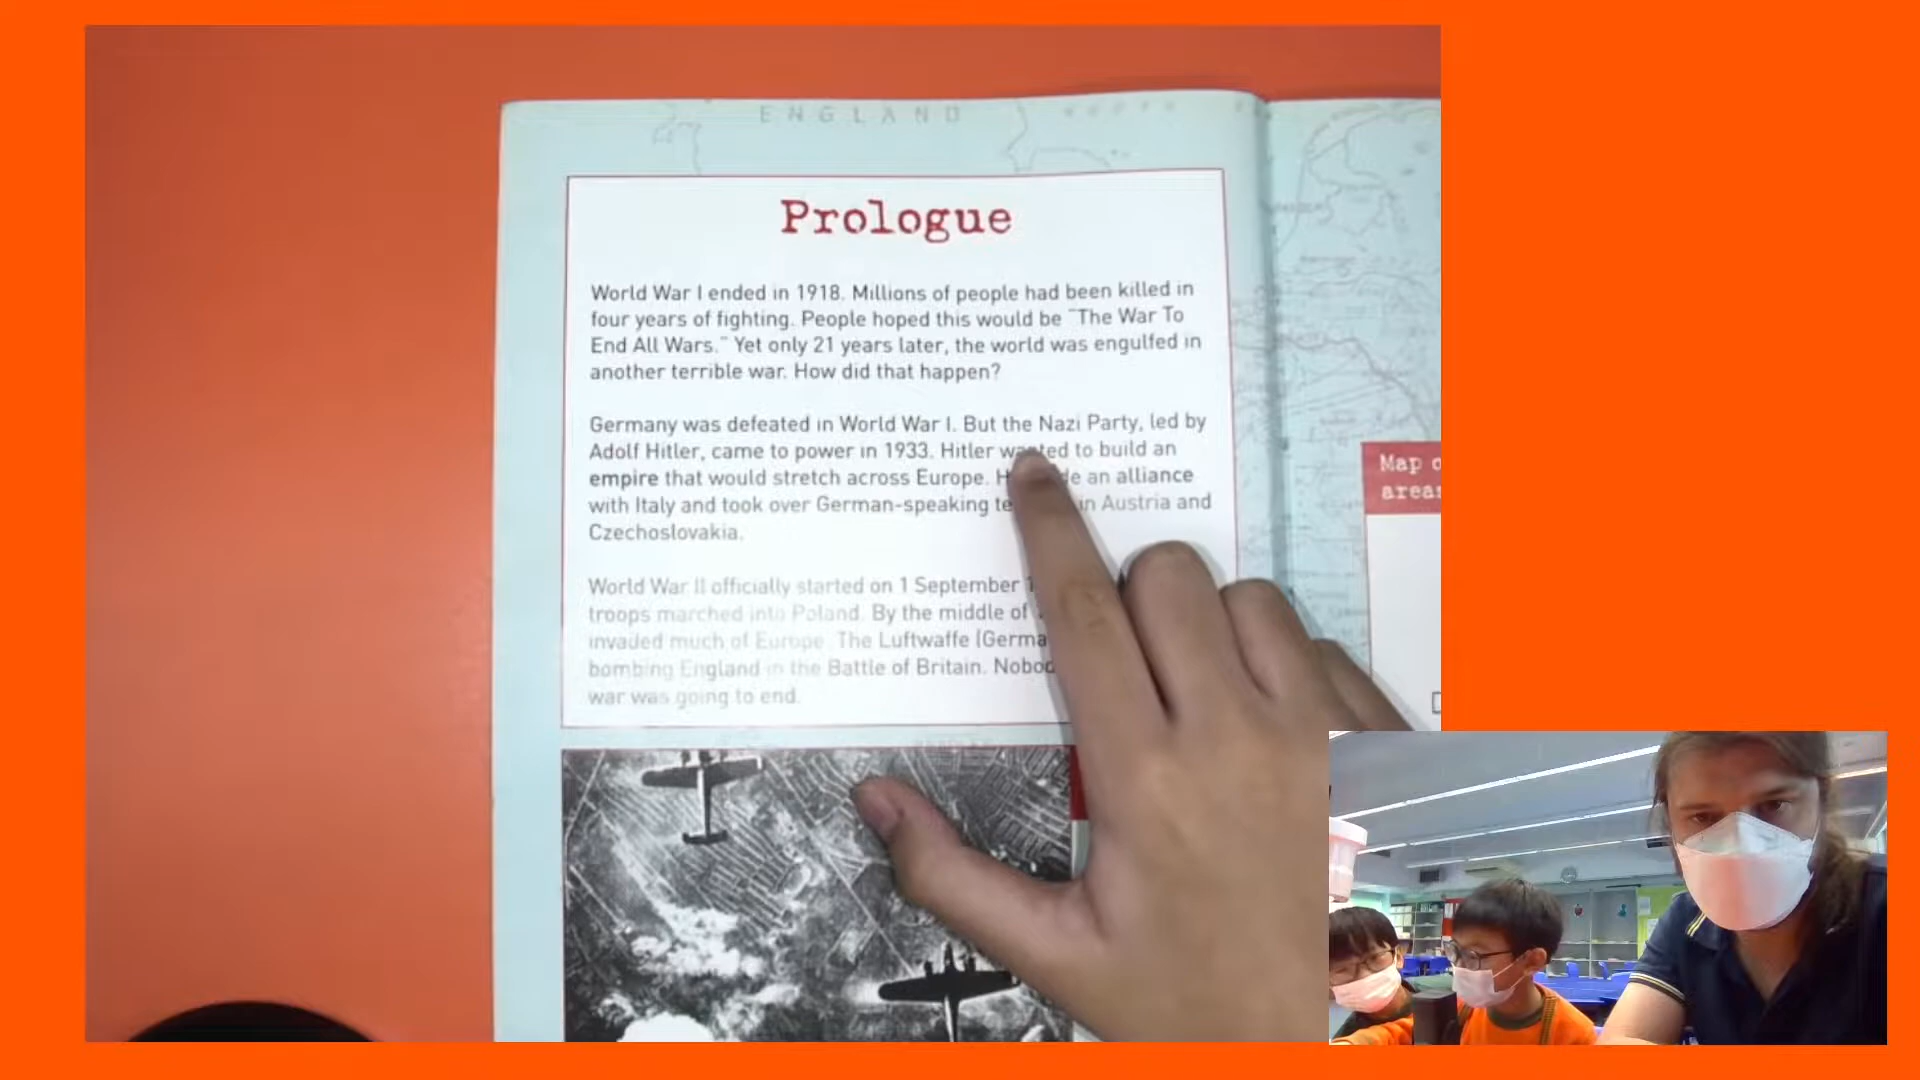 ENGLAND
Prologue
World War I ended in 1918. Millions of people had been killed in
four years of fighting. People hoped this would be "The War To
End All Wars." Yet only 21 years later, the world was engulfed in
another terrible war. How did that happen?
Germany was defeated in World War I. But the Nazi Party, led by
Adolf Hitler, came to power in 1933. Hitler wanted to build an
empire that would stretch across Europe. an alliance
with Italy and took over German-speaking in Austria and
Czechoslovakia.
World War II officially started on 1 September
troops marched into Poland. By the middle of
invaded much of Europe. The Luftwaffe (Germa
bombing England in the Battle of Britain.
war was going to end.
Map